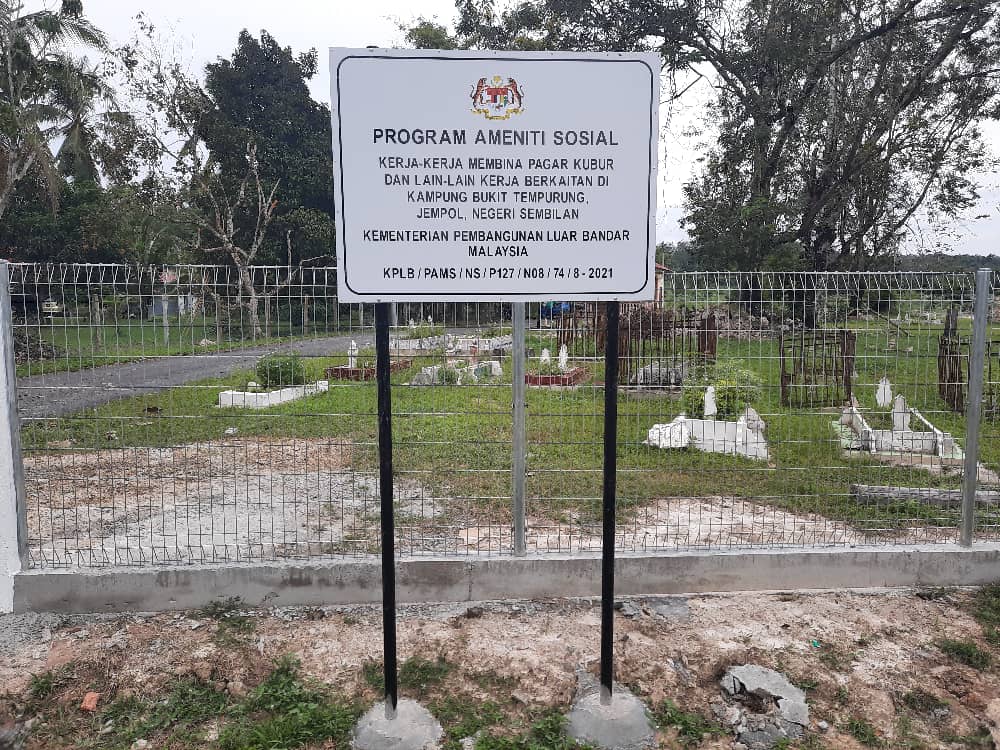 PROGRAM AMENITI SOSIAL
KERJA-KERJA MEMBINA PAGAR KUBUR
DAN LAIN-LAIN KERJA BERKAITAN DI
KAMPUNG BUKIT TEMPURUNG,
JEMPOL, NEGERI SEMBILAN
KEMENTERIAN PEMBANGUNAN LUAR BANDAR
MALAYSIA
KPLB / PAMS / NS / P127 / N08 / 74 / 8 - 2021